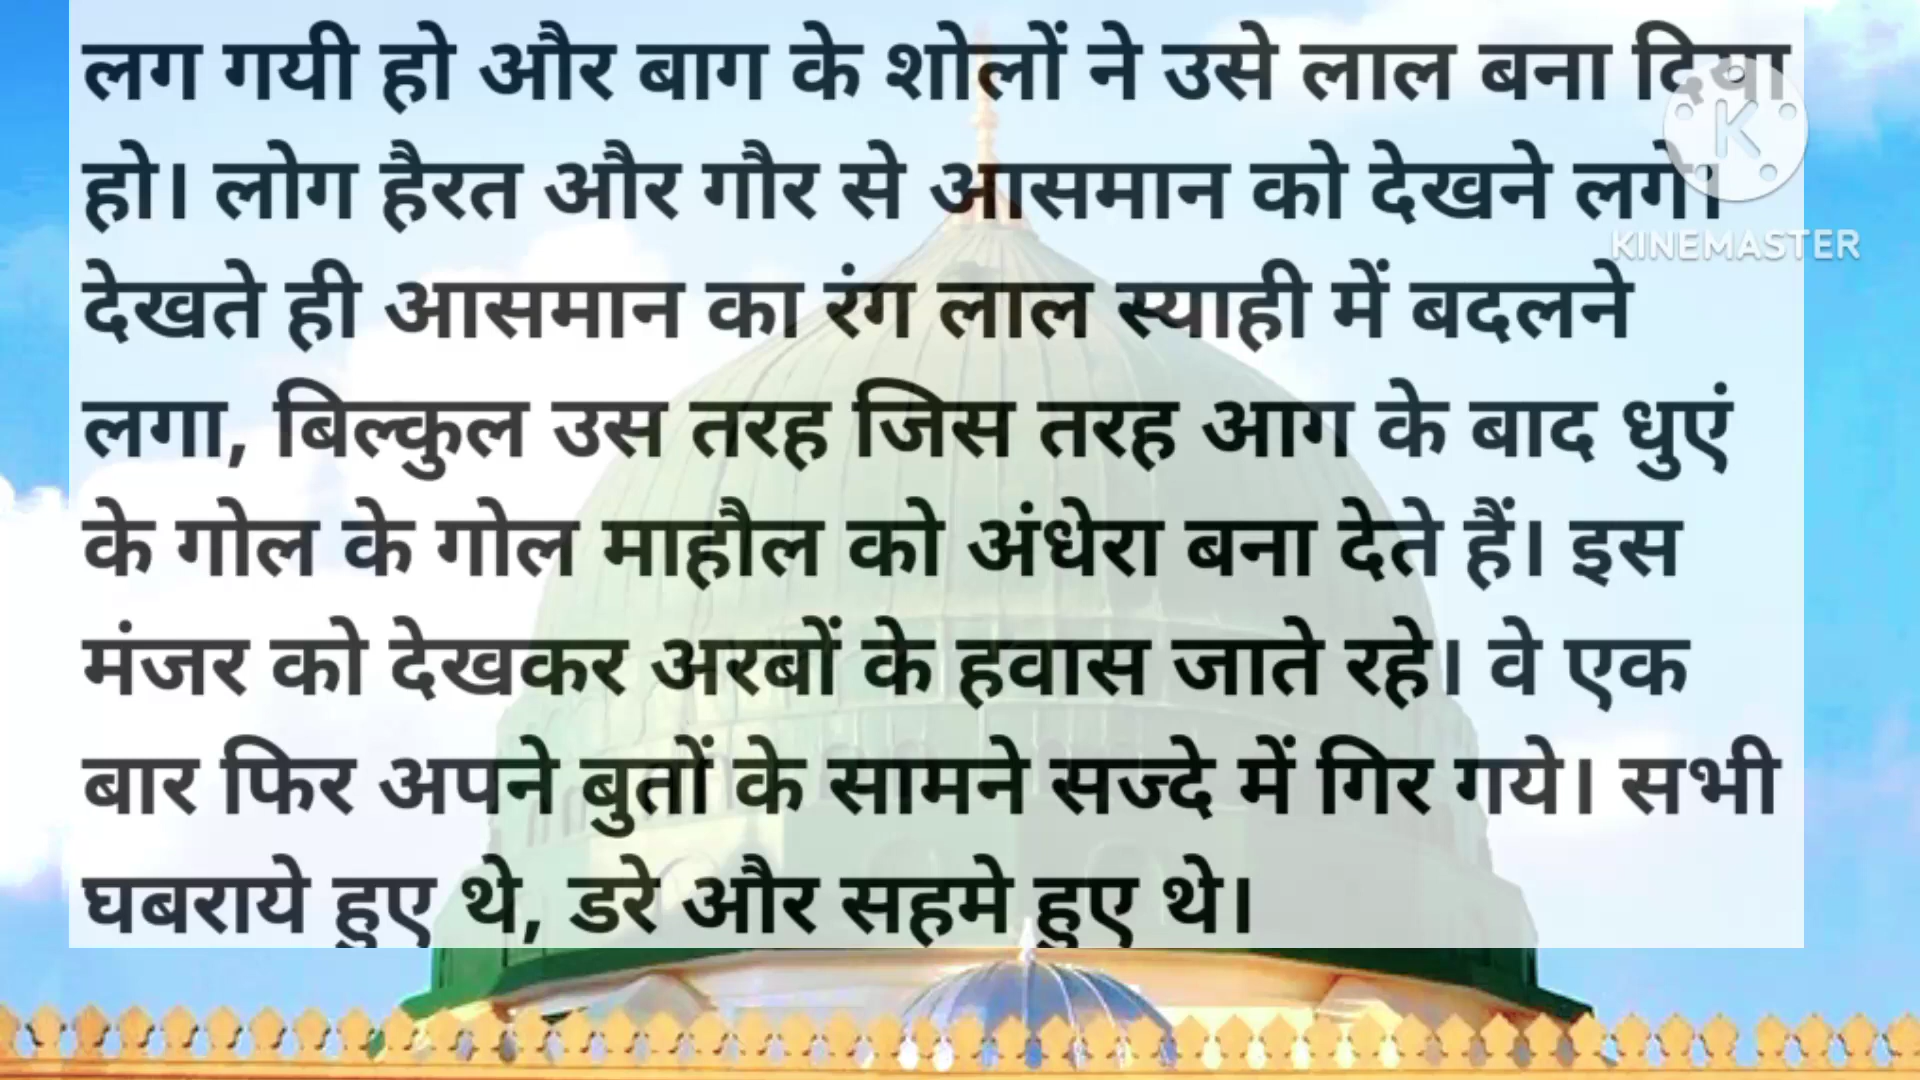 लग गयी हो और बाग के शोलों ने उसे लाल बना दिया
हो। लोग हैरत और गौर से आसमान को देखने लगे।
देखते ही आसमान का रंग लाल स्याही में बदलने
लगा, बिल्कुल उस तरह जिस तरह आग के बाद धुएं
के गोल के गोल माहौल को अंधेरा बना देते हैं। इस
मंजर को देखकर अरबों के हवास जाते रहे। वे एक
बार फिर अपने बुतों के सामने सज्दे में गिर गये। सभी
घबराये हुए थे, डरे और सहमे हुए थे।
K
KINEMASTER